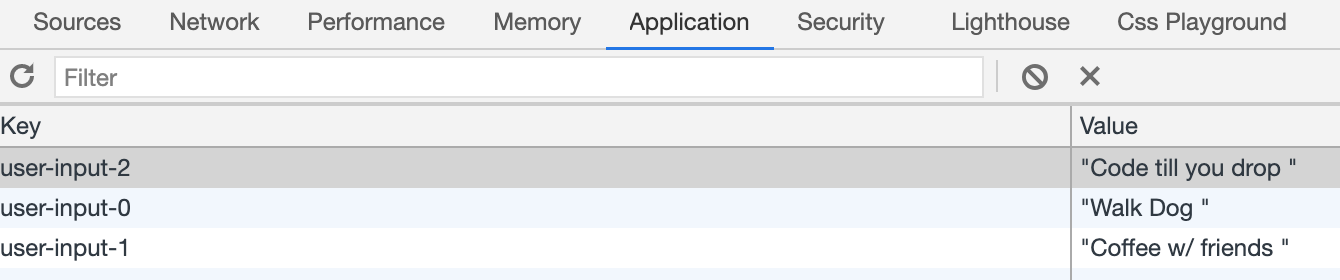 Sources Network Performance Memory Application Security Lighthouse Css Playground
Filter
Key Value
user-input-2 "Code till you drop "
user-input-0 "Walk Dog "
user-input-1 "Coffee w/ friends "